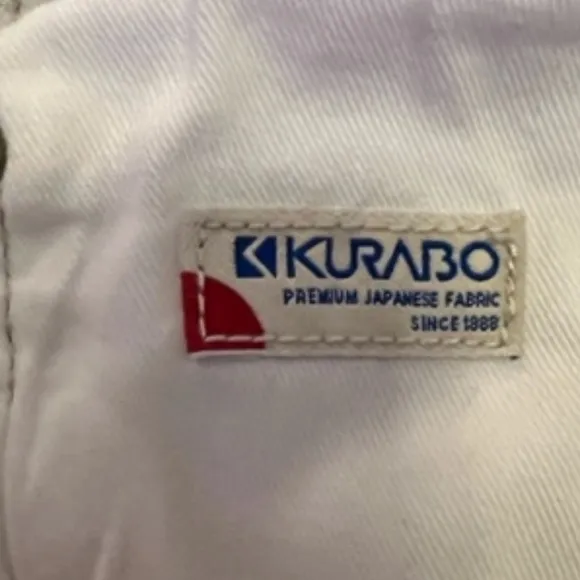 KURABO
PREMIUM JAPANESE FABRIC
SINCE 1888